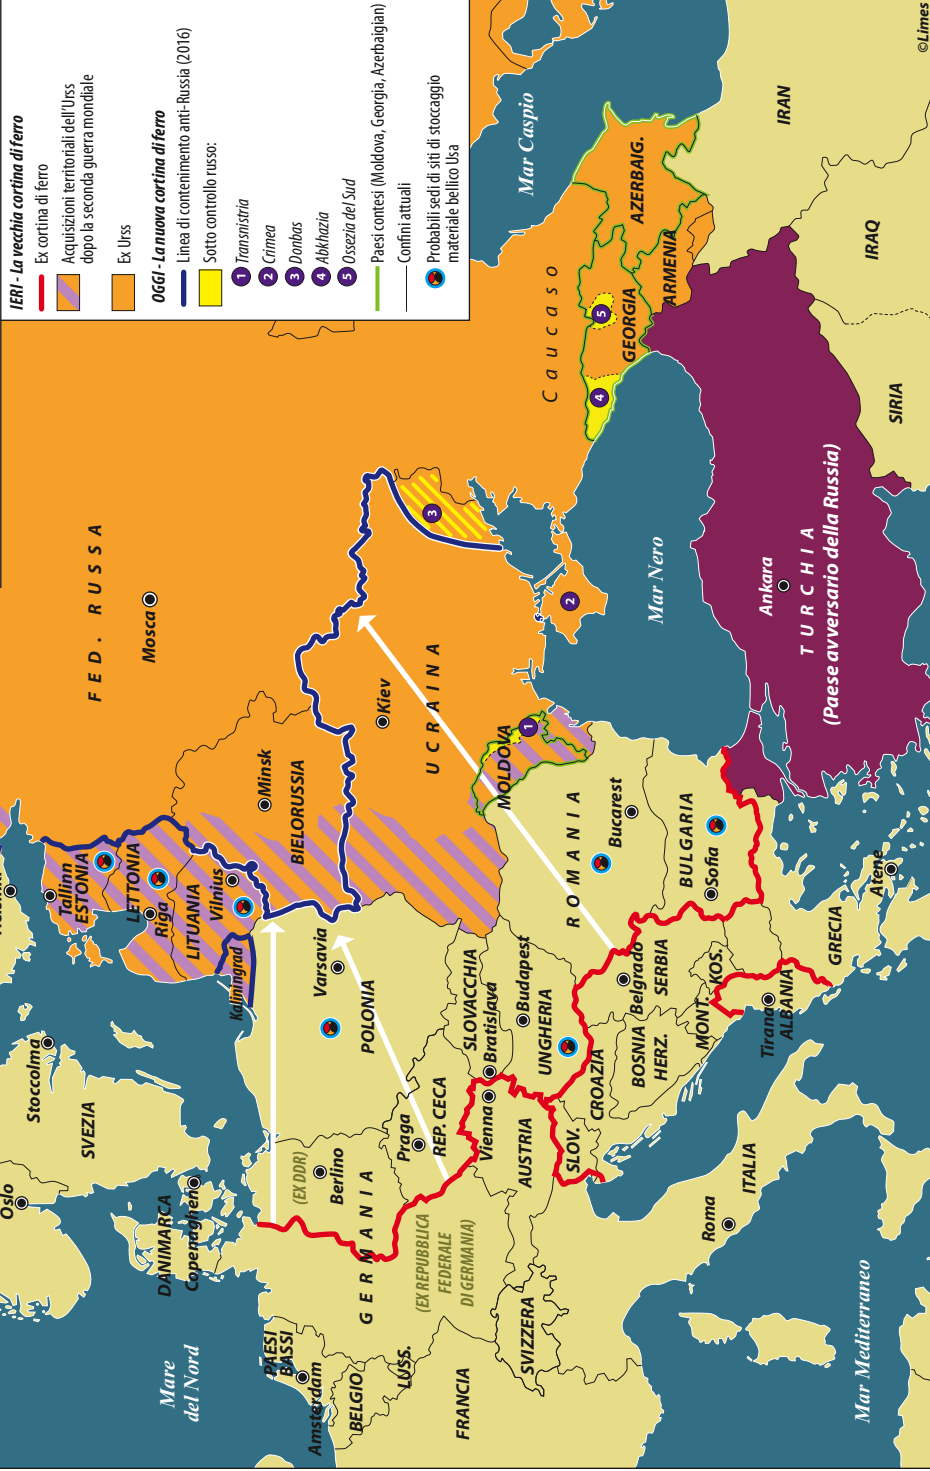 IERI - La vecchia cortina di ferro
Ex cortina di ferro
Acquisizioni territoriali dell'Urss
dopo la seconda guerra mondiale
Ex Urss
OGGI - La nuova cortina di ferro
Linea di contenimento anti-Russia (2016)
Sotto controllo russo:
1 Transnistria
2 Crimea
3 Donbas
4 Abkhazia
5 Ossezia del Sud
Paesi contesi (Moldova, Georgia, Azerbaigian)
Confini attuali
Probabili sedi di siti di stoccaggio
materiale bellico Usa
Oslo
Stoccolma
SVEZIA
DANIMARCA
Copenaghen
Mare
del Nord
Tallinn
ESTONIA
LETTONIA
Riga
LITUANIA
Vilnius
Kaliningrad
FED. RUSSA
Mosca
Minsk
BIELORUSSIA
PAESI
BASSI
Amsterdam
BELGIO
LUSS.
FRANCIA
SVIZZERA
GERMANIA
(EX DDR)
Berlino
(EX REPUBBLICA
FEDERALE
DI GERMANIA)
Varsavia
POLONIA
Praga
REP. CECA
SLOVACCHIA
Bratislava
Vienna
AUSTRIA
Budapest
UNGHERIA
Kiev
UCRAINA
MOLDOVA
1
2
3
4
5
Caucaso
GEORGIA
ARMENIA
AZERBAIG.
Mar Caspio
SLOV.
CROAZIA
BOSNIA
HERZ.
Belgrado
SERBIA
MONT.
KOS.
Tirana
ALBANIA
ROMANIA
Bucarest
BULGARIA
Sofia
Mar Nero
ITALIA
Roma
Mar Mediterraneo
GRECIA
Atene
Ankara
TURCHIA
(Paese avversario della Russia)
SIRIA
IRAQ
IRAN
©Limes